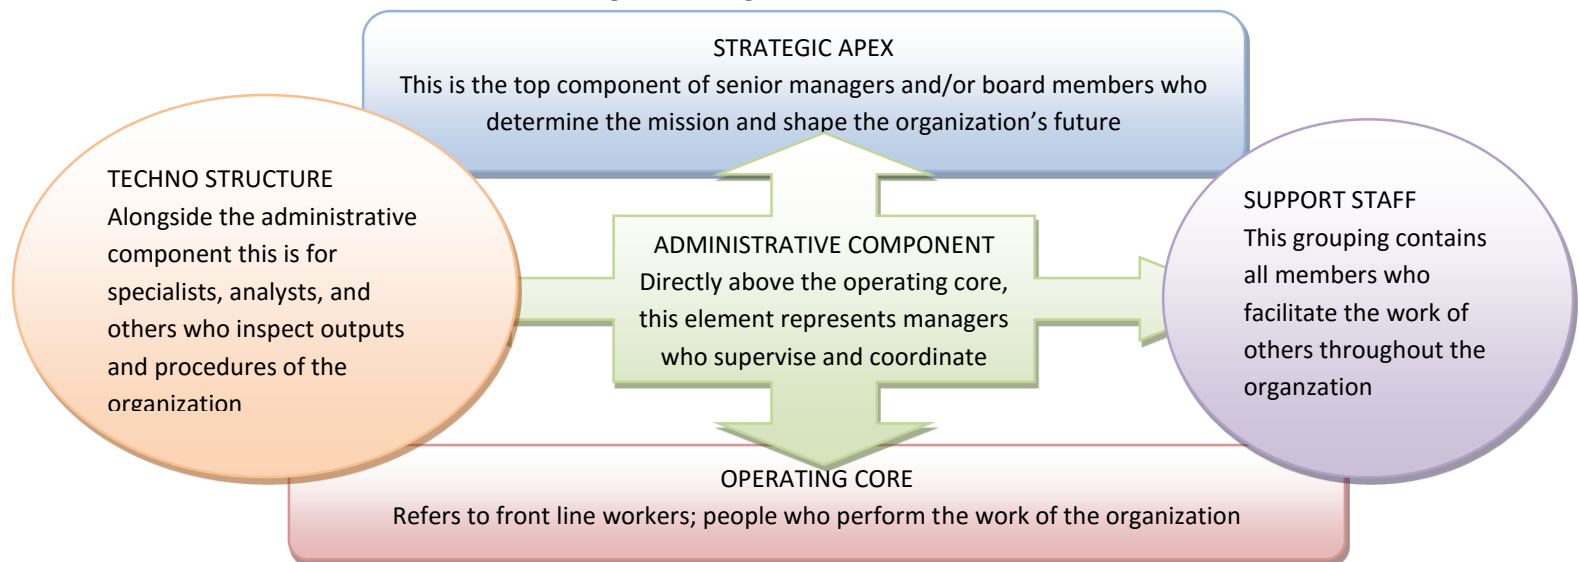 STRATEGIC APEX
This is the top component of senior managers and/or board members who
determine the mission and shape the organization’s future
TECHNO STRUCTURE
Alongside the administrative
component this is for
specialists, analysts, and
others who inspect outputs
and procedures of the
organization
ADMINISTRATIVE COMPONENT
Directly above the operating core,
this element represents managers
who supervise and coordinate
SUPPORT STAFF
This grouping contains
all members who
facilitate the work of
others throughout the
organzation
OPERATING CORE
Refers to front line workers; people who perform the work of the organization